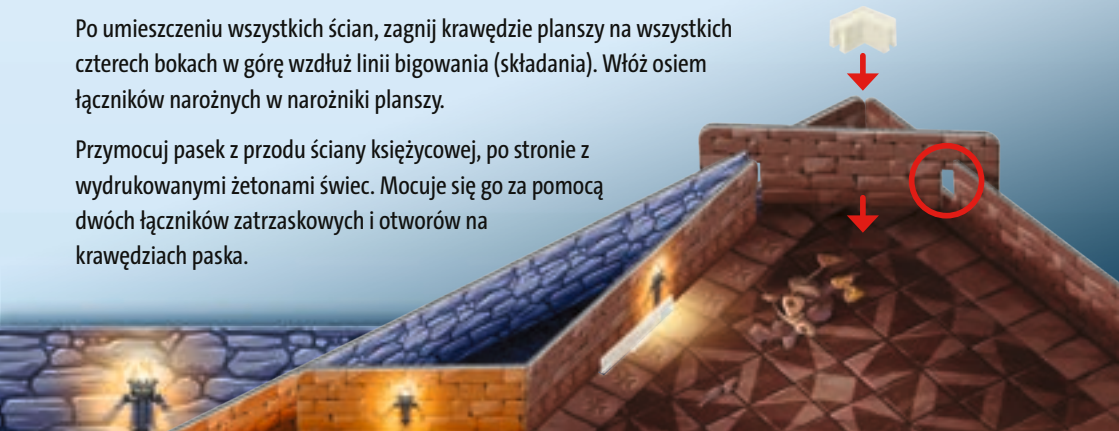 Po umieszczeniu wszystkich ścian, zagnij krawędzie planszy na wszystkich
czterech bokach w górę wzdłuż linii bigowania (składania). Włóż osiem
łączników narożnych w narożniki planszy.
Przymocuj pasek z przodu ściany księżycowej, po stronie z
wydrukowanymi żetonami świec. Mocuje się go za pomocą
dwóch łączników zatrzaskowych i otworów na
krawędziach paska.